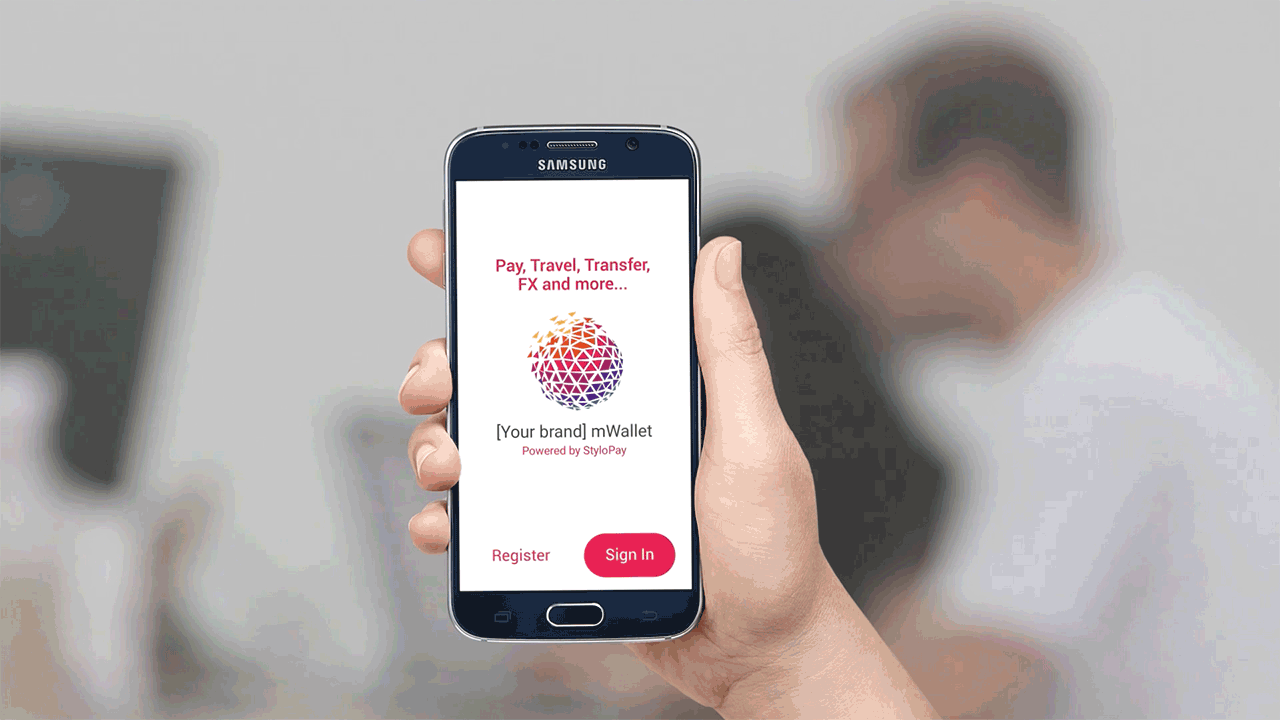 SAMSUNG
Pay, Travel, Transfer,
FX and more...
[Your brand] mWallet
Powered by StyloPay
Register
Sign In